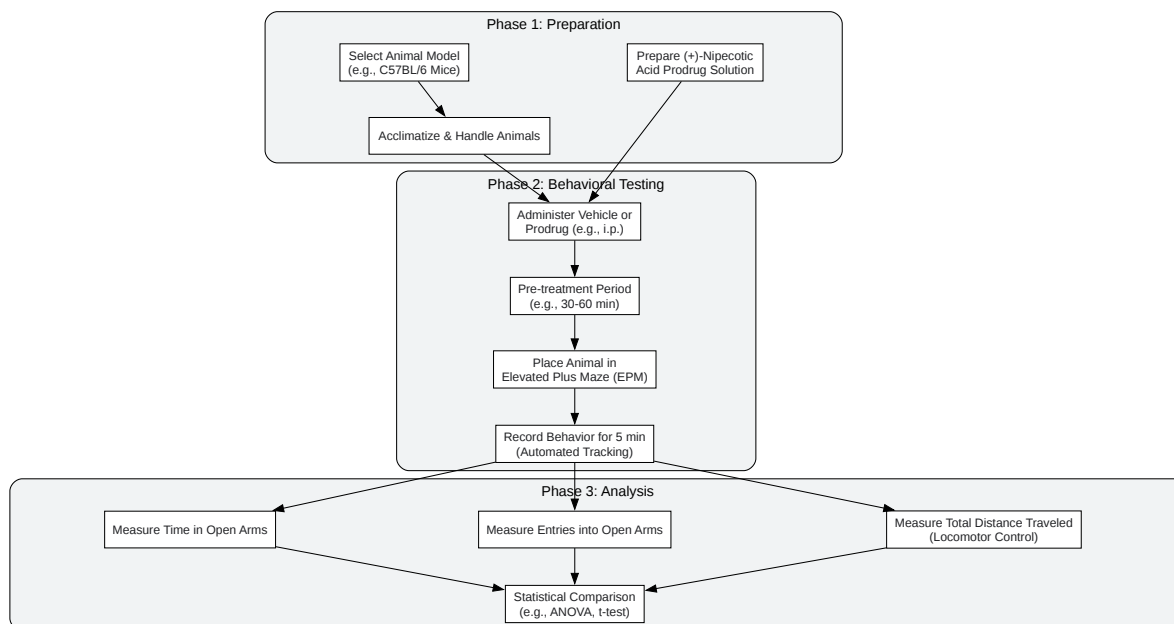 Phase 1: Preparation
Select Animal Model
(e.g., C57BL/6 Mice)
Prepare (+)-Nipecotic
Acid Prodrug Solution
Acclimatize & Handle Animals
Phase 2: Behavioral Testing
Administer Vehicle or
Prodrug (e.g., i.p.)
Pre-treatment Period
(e.g., 30-60 min)
Place Animal in
Elevated Plus Maze (EPM)
Record Behavior for 5 min
(Automated Tracking)
Phase 3: Analysis
Measure Time in Open Arms
Measure Entries into Open Arms
Measure Total Distance Traveled
(Locomotor Control)
Statistical Comparison
(e.g., ANOVA, t-test)